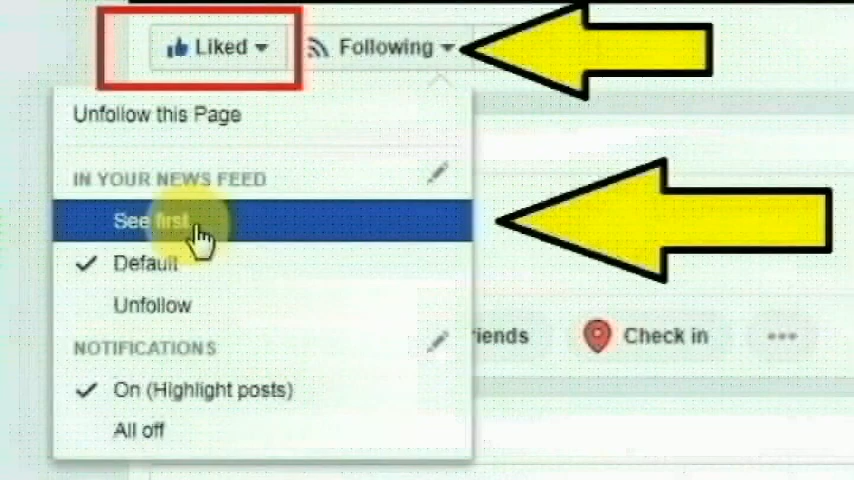 Liked Following
Unfollow this Page
IN YOUR NEWS FEED
See first
Default
Unfollow
riends Check in
NOTIFICATIONS
On (Highlight posts)
All off